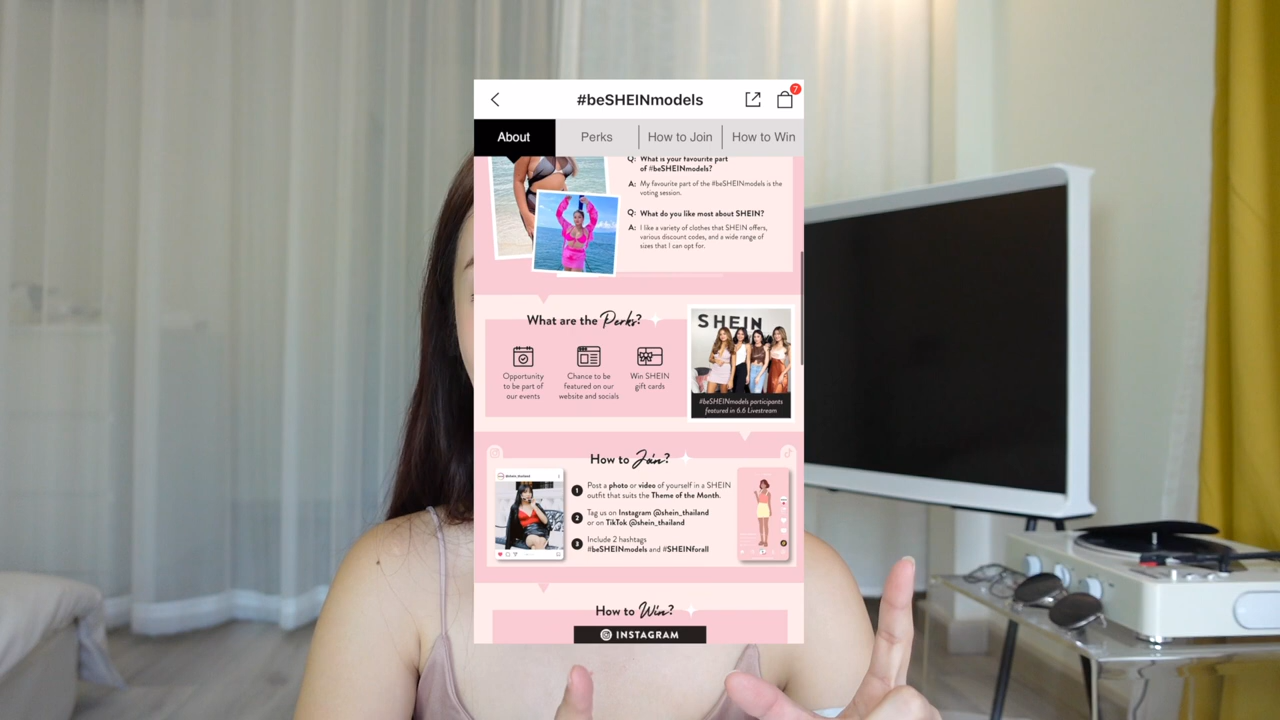 #beSHEINmodels
7
About
Perks
How to Join
How to Win
Q: What is your favourite part
of #beSHEINmodels?
A: My favourite part of the #beSHEINmodels is the
voting session.
Q: What do you like most about SHEIN?
A: I like a variety of clothes that SHEIN offers,
various discount codes, and a wide range of
sizes that I can opt for.
What are the Perks?
Opportunity
to be part of
our events
Chance to be
featured on our
website and socials
Win SHEIN
gift cards
SHEIN
#beSHEINmodels participants
featured in 6.6 Livestream
How to Join?
1 Post a photo or video of yourself in a SHEIN
outfit that suits the Theme of the Month.
2 Tag us on Instagram @shein_thailand
or on TikTok @shein_thailand
3 Include 2 hashtags
#beSHEINmodels and #SHEINforall
How to Win?
INSTAGRAM